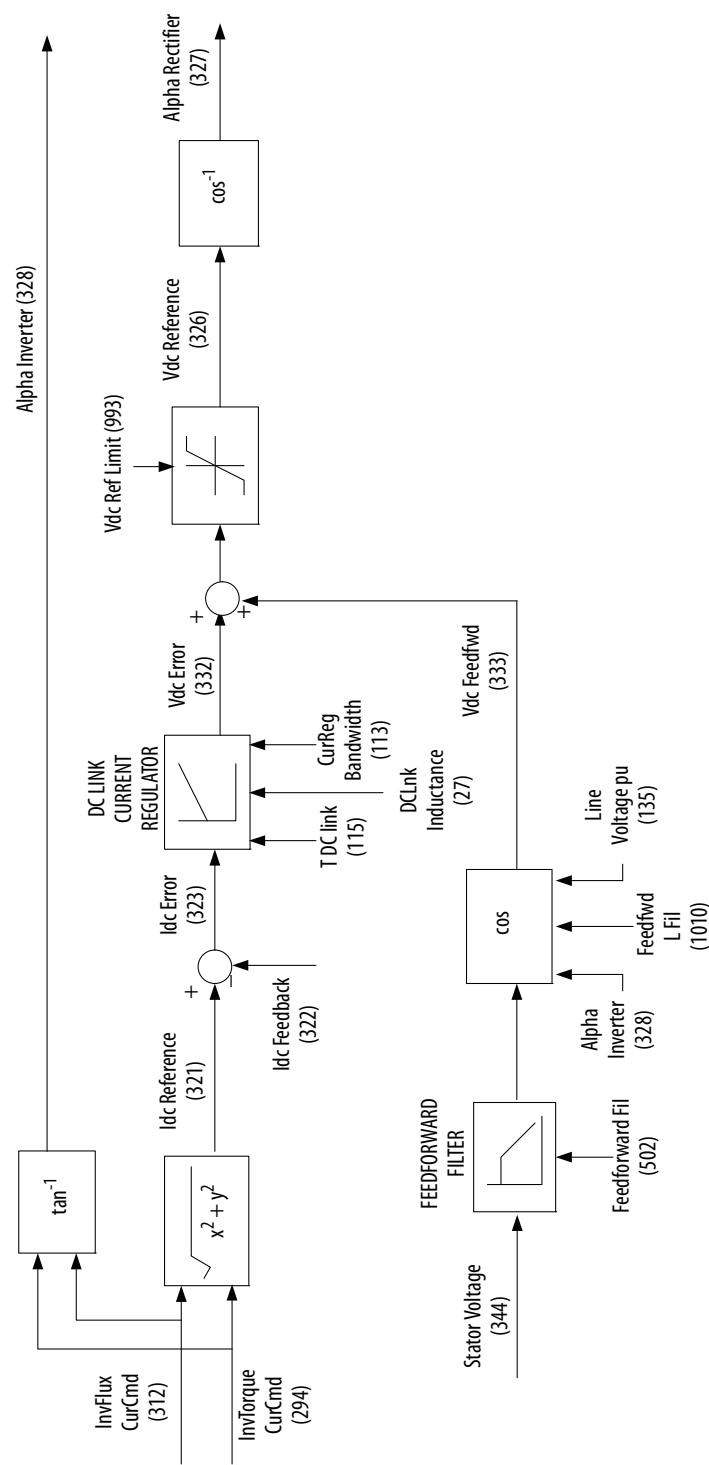 Alpha Inverter (328)
tan⁻¹
InvFlux
CurCmd
(312)
InvTorque
CurCmd
(294)
x² + y²
Idc Reference
(321)
+
–
Idc Feedback
(322)
Idc Error
(323)
DC LINK
CURRENT
REGULATOR
T DC link
(115)
DCLnk
Inductance
(27)
CurReg
Bandwidth
(113)
Vdc Error
(332)
+
+
Vdc Ref Limit (993)
Vdc Reference
(326)
cos⁻¹
Alpha Rectifier
(327)
Stator Voltage
(344)
FEEDFORWARD
FILTER
Feedforward Fil
(502)
cos
Alpha
Inverter
(328)
Feedfwd
L Fil
(1010)
Line
Voltage pu
(135)
Vdc Feedfwd
(333)